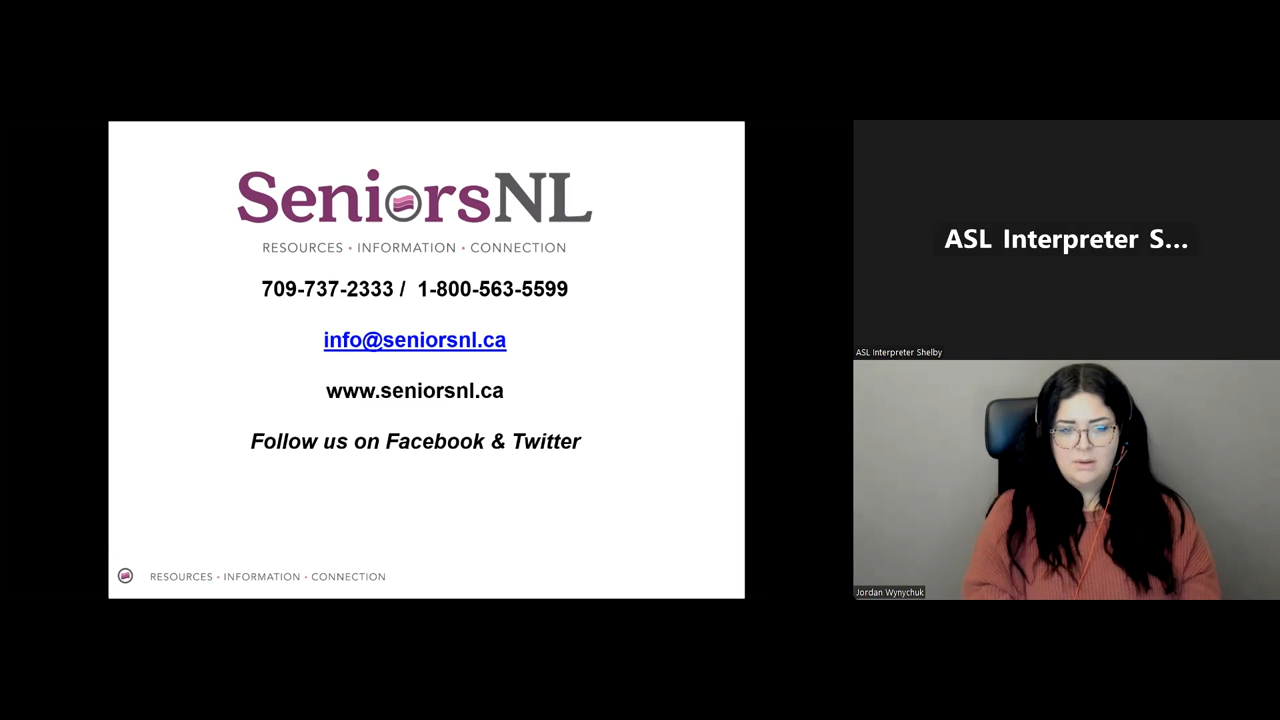 SeniorsNL
RESOURCES • INFORMATION • CONNECTION
709-737-2333 / 1-800-563-5599
info@seniorsnl.ca
www.seniorsnl.ca
Follow us on Facebook & Twitter
RESOURCES • INFORMATION • CONNECTION
ASL Interpreter S...
ASL Interpreter Shelby
Jordan Wynychuk